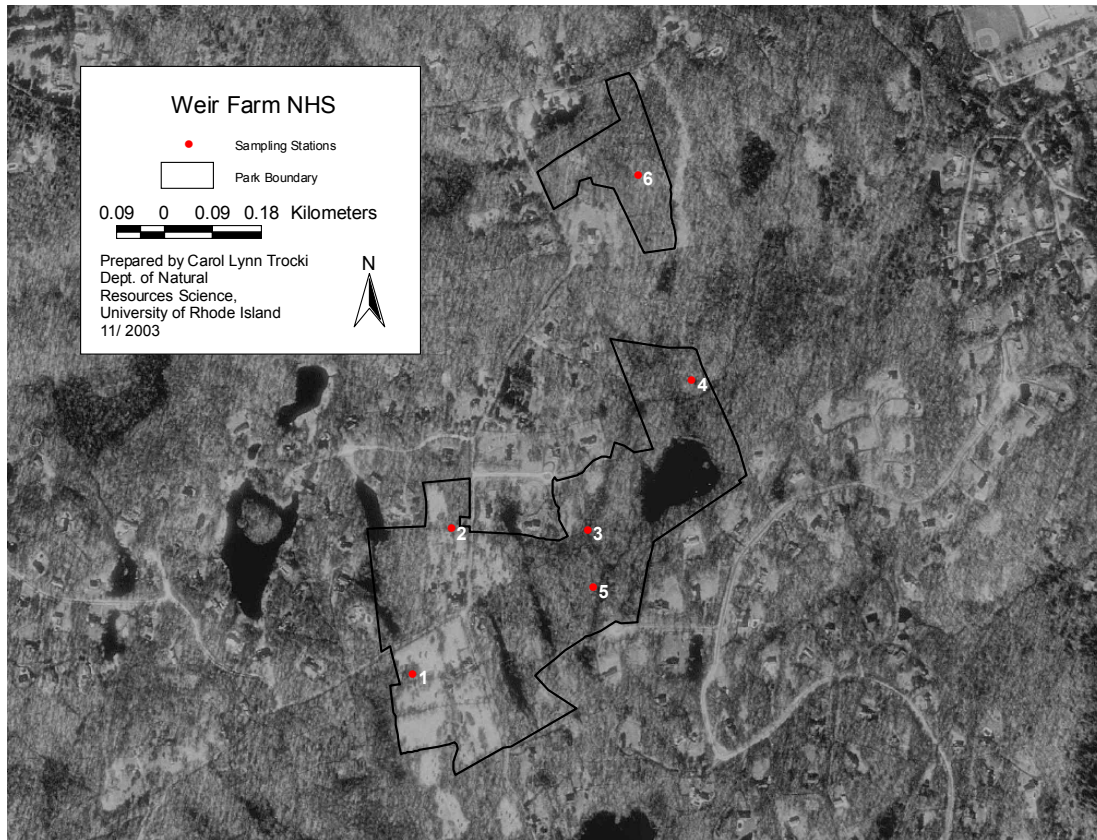 Weir Farm NHS
Sampling Stations
Park Boundary
0.09 0 0.09 0.18 Kilometers
Prepared by Carol Lynn Trocki
Dept. of Natural
Resources Science,
University of Rhode Island
11/ 2003
N
6
4
2
3
5
1